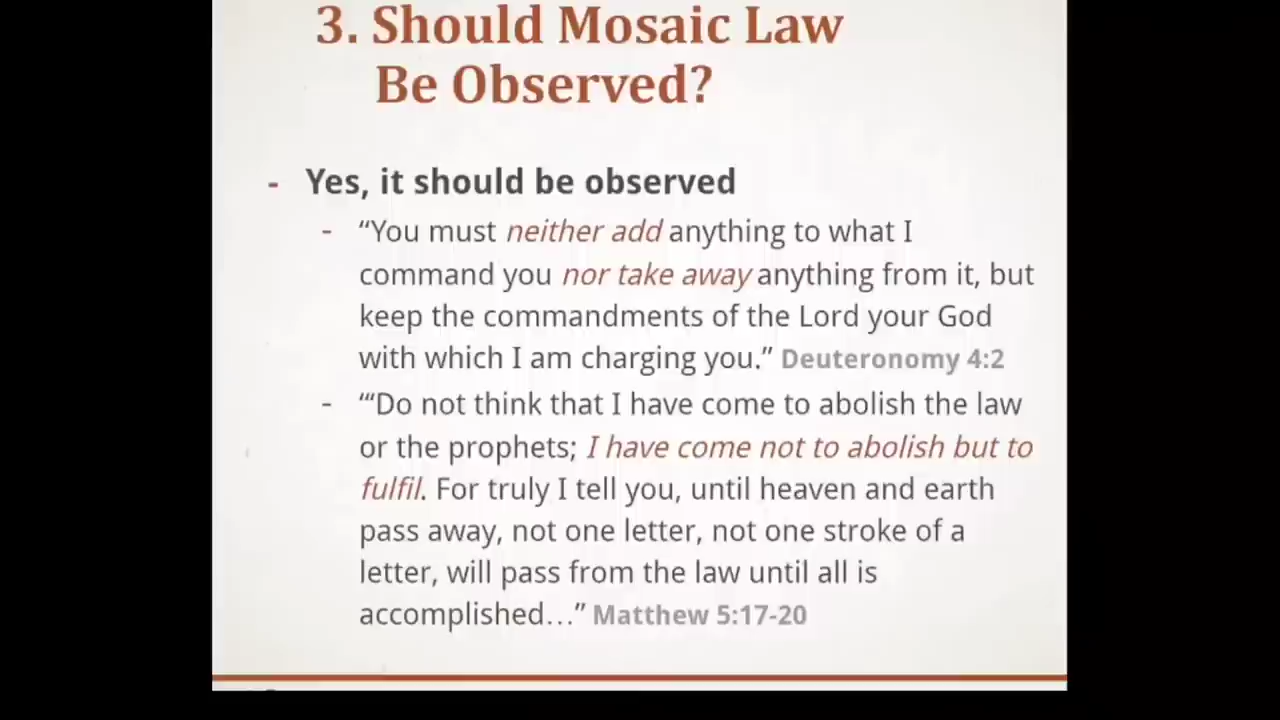 3. Should Mosaic Law
Be Observed?
- Yes, it should be observed
- “You must neither add anything to what I
command you nor take away anything from it, but
keep the commandments of the Lord your God
with which I am charging you.” Deuteronomy 4:2
- “‘Do not think that I have come to abolish the law
or the prophets; I have come not to abolish but to
fulfil. For truly I tell you, until heaven and earth
pass away, not one letter, not one stroke of a
letter, will pass from the law until all is
accomplished…” Matthew 5:17-20